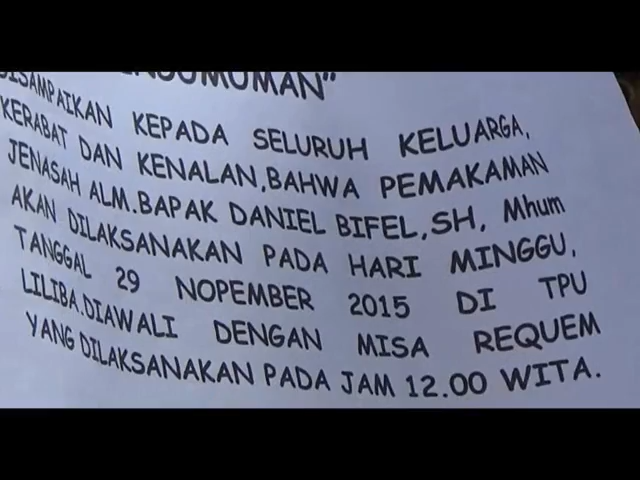 DISAMPAIKAN KEPADA SELURUH KELUARGA,
KERABAT DAN KENALAN,BAHWA PEMAKAMAN
JENASAH ALM.BAPAK DANIEL BIFEL,SH, Mhum
AKAN DILAKSANAKAN PADA HARI MINGGU,
TANGGAL 29 NOPEMBER 2015 DI TPU
LILIBA.DIAWALI DENGAN MISA REQUEM
YANG DILAKSANAKAN PADA JAM 12.00 WITA.